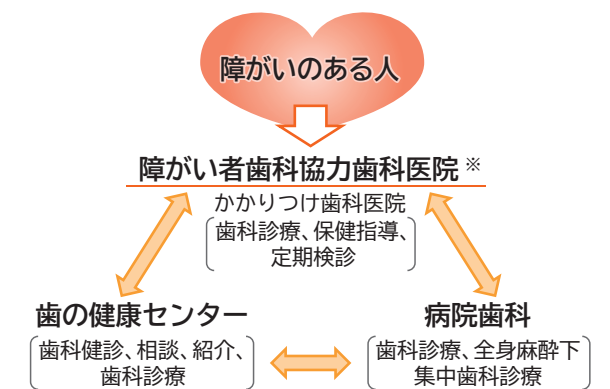 障がいのある人
障がい者歯科協力歯科医院※
かかりつけ歯科医院
歯科診療、保健指導、
定期検診
歯の健康センター
歯科健診、相談、紹介、
歯科診療
病院歯科
歯科診療、全身麻酔下
集中歯科診療